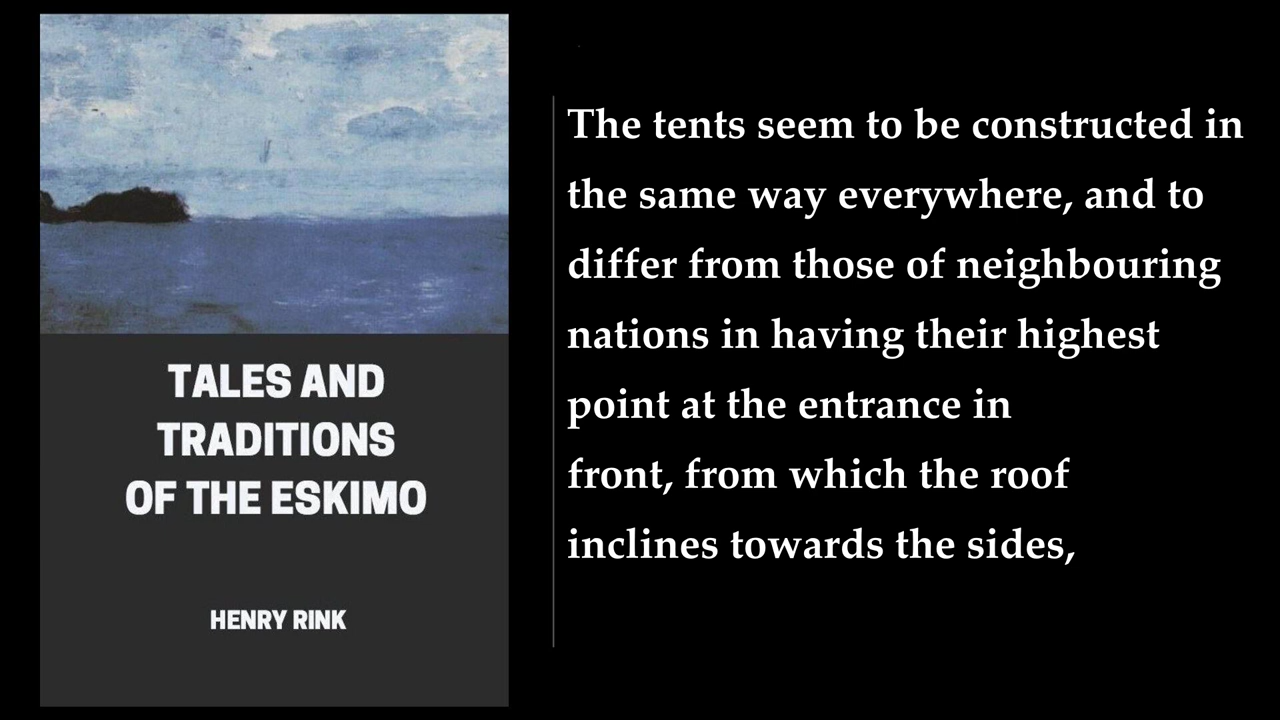 TALES AND
TRADITIONS
OF THE ESKIMO
HENRY RINK
The tents seem to be constructed in
the same way everywhere, and to
differ from those of neighbouring
nations in having their highest
point at the entrance in
front, from which the roof
inclines towards the sides,